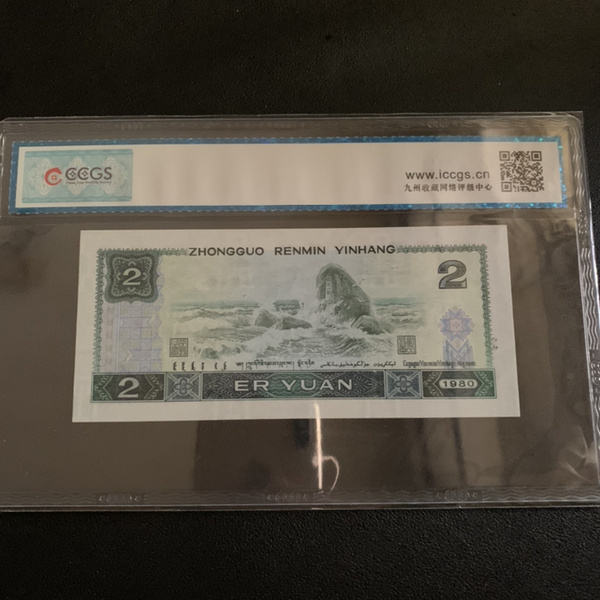 CCGS
www.iccgs.cn
九州收藏网络评级中心
ZHONGGUO RENMIN YINHANG
2
2
2
ER YUAN
1980